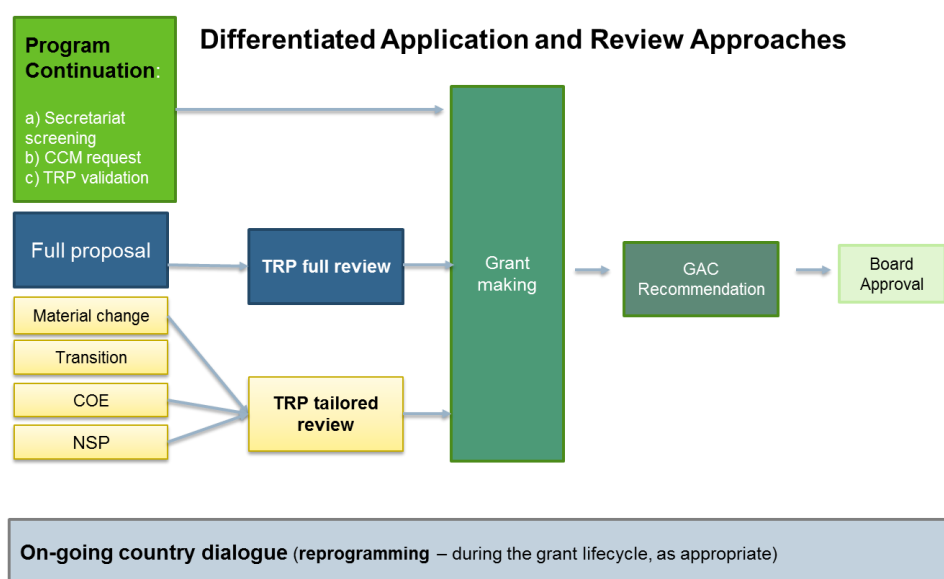 Differentiated Application and Review Approaches
Program
Continuation:
a) Secretariat
screening
b) CCM request
c) TRP validation
Full proposal
TRP full review
Material change
Transition
COE
NSP
TRP tailored
review
Grant
making
GAC
Recommendation
Board
Approval
On-going country dialogue (reprogramming – during the grant lifecycle, as appropriate)